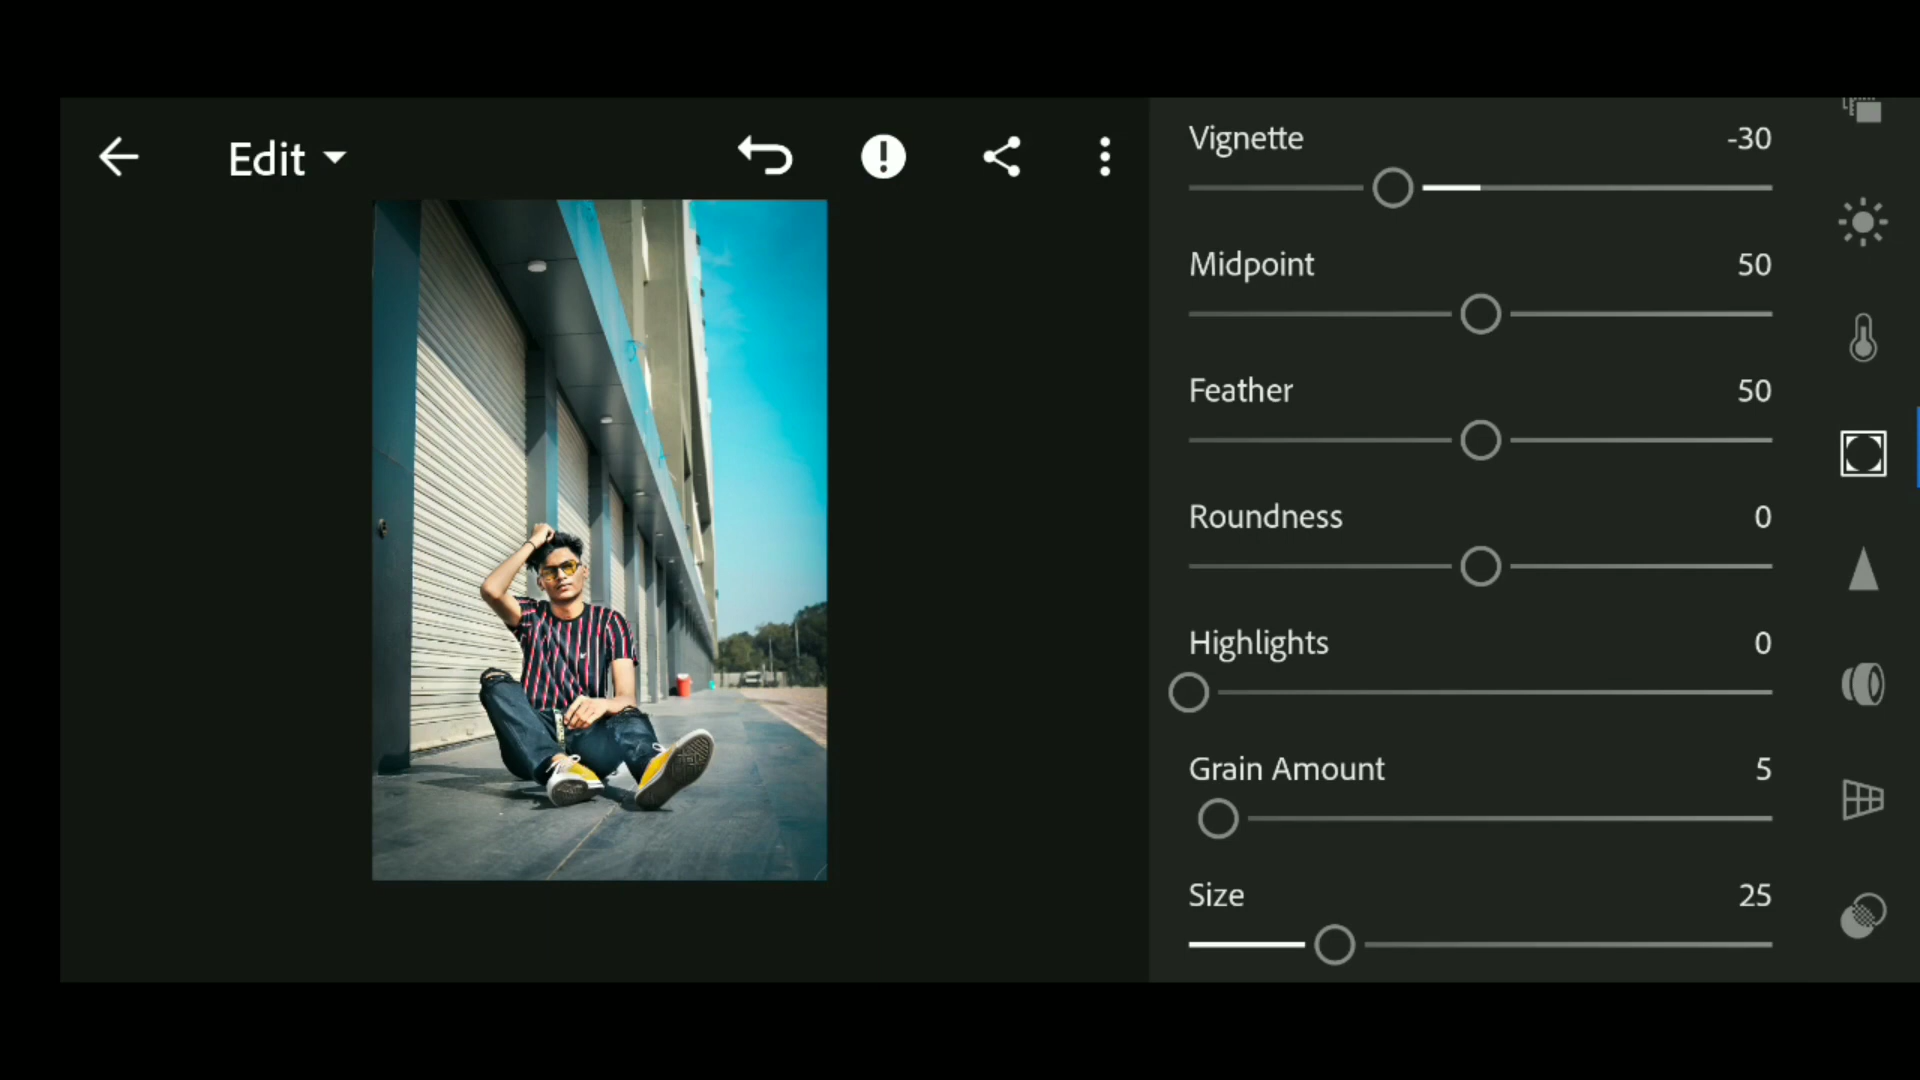 Edit
Vignette -30
Midpoint 50
Feather 50
Roundness 0
Highlights 0
Grain Amount 5
Size 25